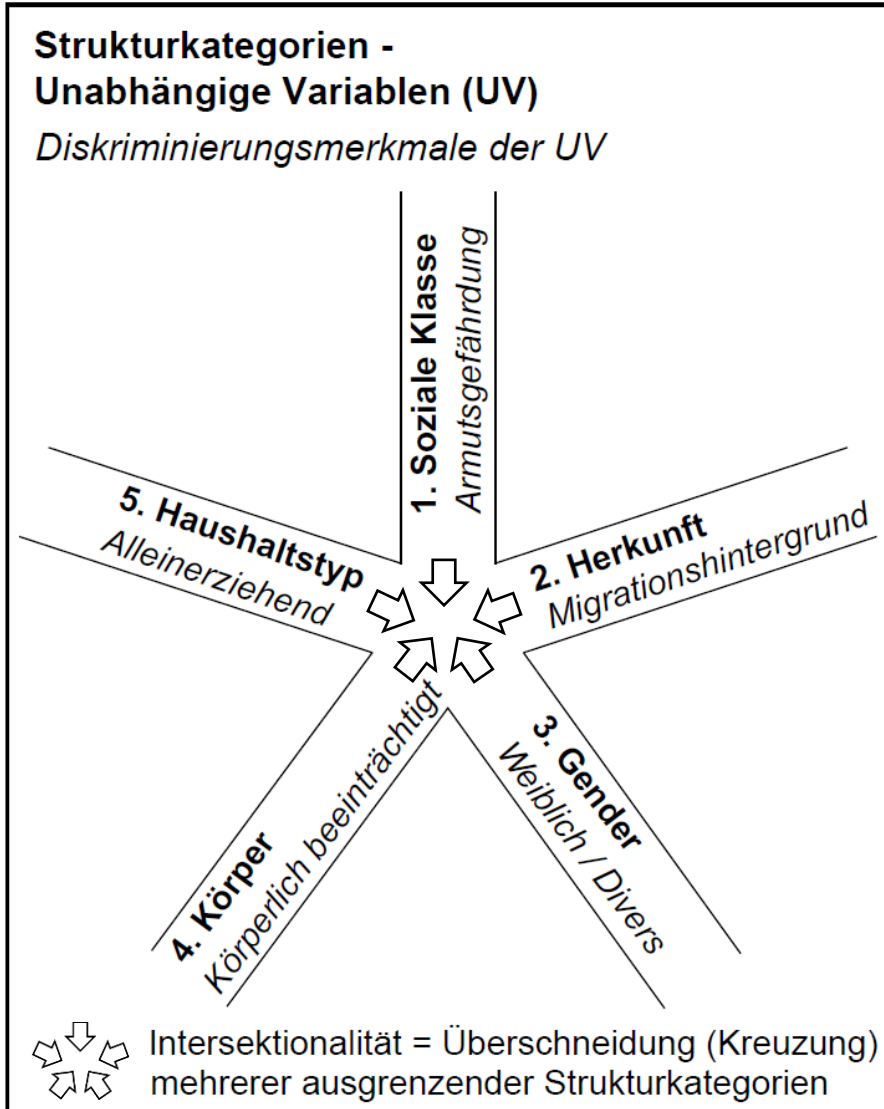 Strukturkategorien -
Unabhängige Variablen (UV)
Diskriminierungsmerkmale der UV
1. Soziale Klasse
Armutsgefährdung
2. Herkunft
Migrationshintergrund
3. Gender
Weiblich / Divers
4. Körper
Körperlich beeinträchtigt
5. Haushaltstyp
Alleinerziehend
Intersektionalität = Überschneidung (Kreuzung)
mehrerer ausgrenzender Strukturkategorien